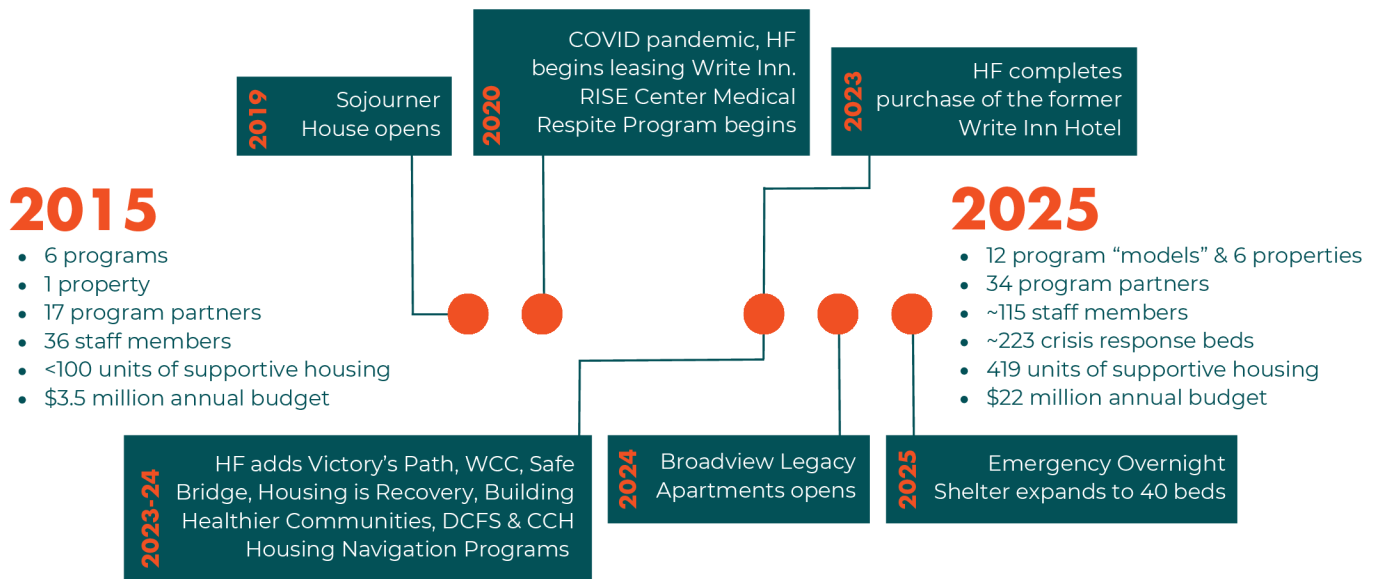 2019
Sojourner
House opens
2020
COVID pandemic, HF
begins leasing Write Inn.
RISE Center Medical
Respite Program begins
2023
HF completes
purchase of the former
Write Inn Hotel
2015
• 6 programs
• 1 property
• 17 program partners
• 36 staff members
• <100 units of supportive housing
• $3.5 million annual budget
2025
• 12 program “models” & 6 properties
• 34 program partners
• ~115 staff members
• ~223 crisis response beds
• 419 units of supportive housing
• $22 million annual budget
2023-24
HF adds Victory’s Path, WCC, Safe
Bridge, Housing is Recovery, Building
Healthier Communities, DCFS & CCH
Housing Navigation Programs
2024
Broadview Legacy
Apartments opens
2025
Emergency Overnight
Shelter expands to 40 beds